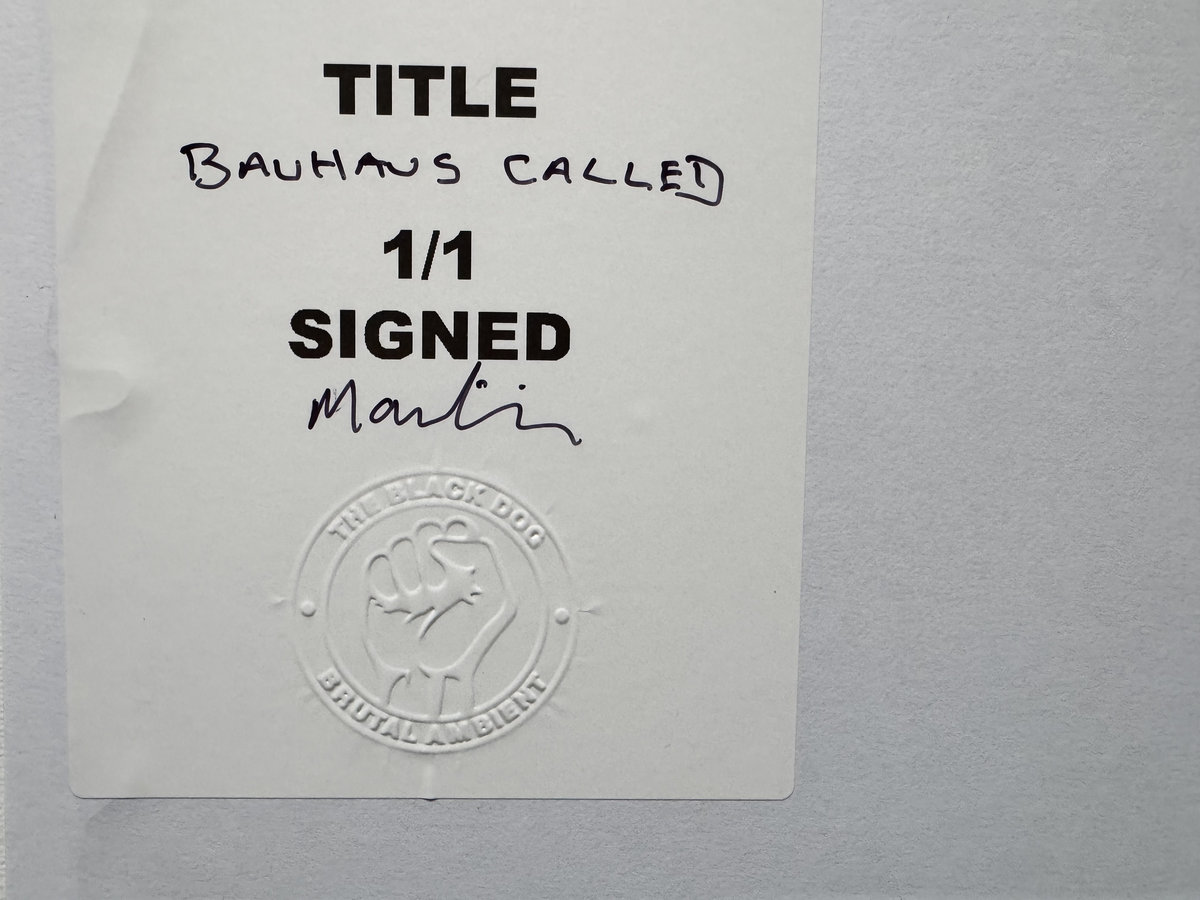 TITLE
BAUHAUS CALLED
1/1
SIGNED
Martin
THE BLACK DOG
BRUTAL AMBIENT